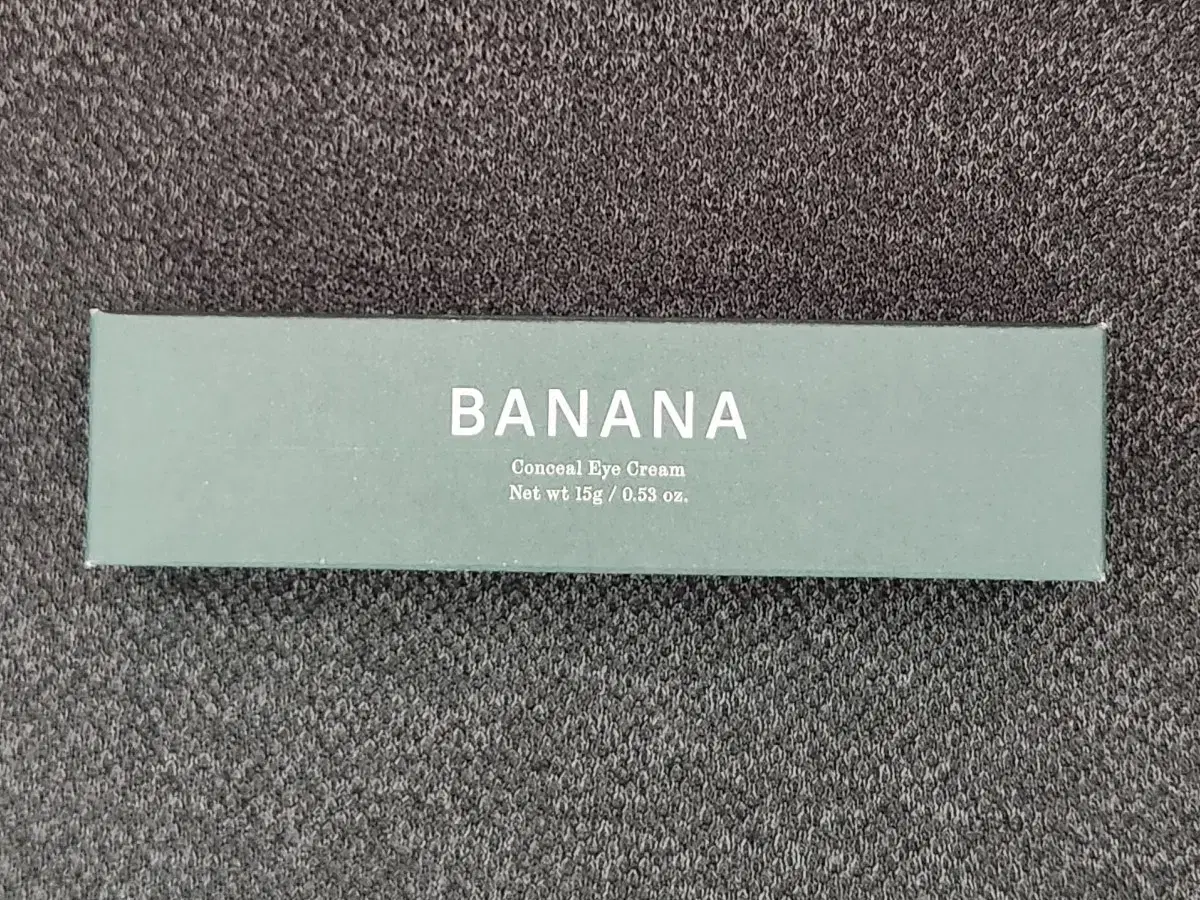 BANANA
Conceal Eye Cream
Net wt 15g / 0.53 oz.